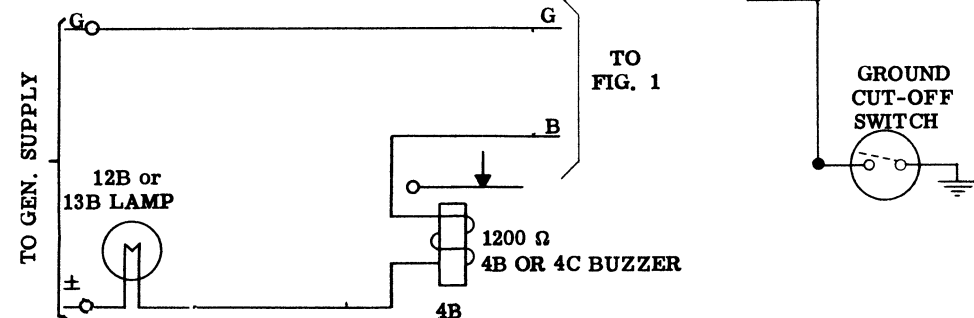 G
G
TO
FIG. 1
GROUND
CUT-OFF
SWITCH
TO GEN. SUPPLY
B
12B or
13B LAMP
1200 Ω
4B OR 4C BUZZER
±
4B